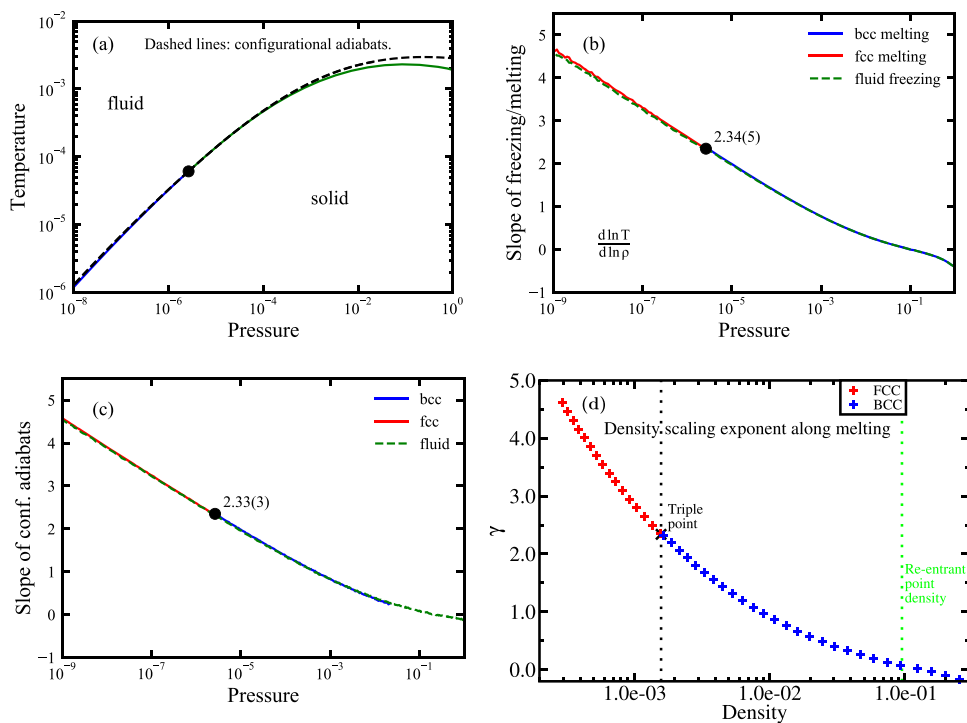 (a)
Dashed lines: configurational adiabats.
fluid
solid
Temperature
10⁻²
10⁻³
10⁻⁴
10⁻⁵
10⁻⁶
10⁻⁸ 10⁻⁶ 10⁻⁴ 10⁻² 10⁰
Pressure
(b)
bcc melting
fcc melting
fluid freezing
2.34(5)
d ln T
d ln ρ
Slope of freezing/melting
5
4
3
2
1
0
−1
10⁻⁹ 10⁻⁷ 10⁻⁵ 10⁻³ 10⁻¹
Pressure
(c)
bcc
fcc
fluid
2.33(3)
Slope of conf. adiabats
5
4
3
2
1
0
−1
10⁻⁹ 10⁻⁷ 10⁻⁵ 10⁻³ 10⁻¹
Pressure
(d)
FCC
BCC
Density scaling exponent along melting
Triple
point
Re-entrant
point
density
γ
5.0
4.0
3.0
2.0
1.0
0.0
1.0e-03 1.0e-02 1.0e-01
Density